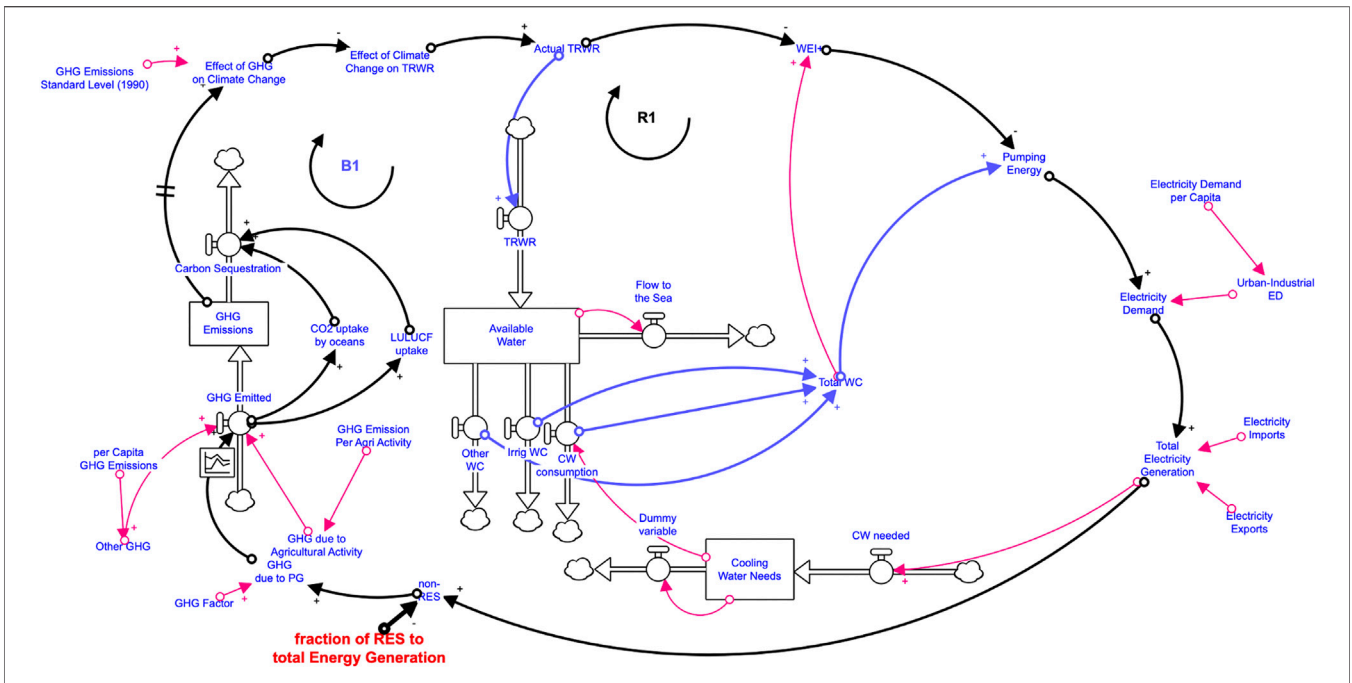 GHG Emissions
Standard Level (1990)
+
Effect of GHG
on Climate Change
+
-
Effect of Climate
Change on TRWR
+
Actual TRWR
-
WEI+
+
B1
R1
-
+
Pumping
Energy
Electricity Demand
per Capita
+
TRWR
+
Carbon Sequestration
+
Electricity
Demand
Urban-Industrial
ED
GHG
Emissions
CO2 uptake
by oceans
+
LULUCF
uptake
+
Available
Water
Flow to
the Sea
Total WC
+
+
+
GHG Emitted
+
+
+
GHG Emission
Per Agri Activity
per Capita
GHG Emissions
+
Other GHG
Other
WC
Irrig WC
CW
consumption
+
Total
Electricity
Generation
Electricity
Imports
Electricity
Exports
GHG due to
Agricultural Activity
GHG
due to PG
+
GHG Factor
+
Dummy
variable
Cooling
Water Needs
CW needed
+
non-
RES
+
-
fraction of RES to
total Energy Generation